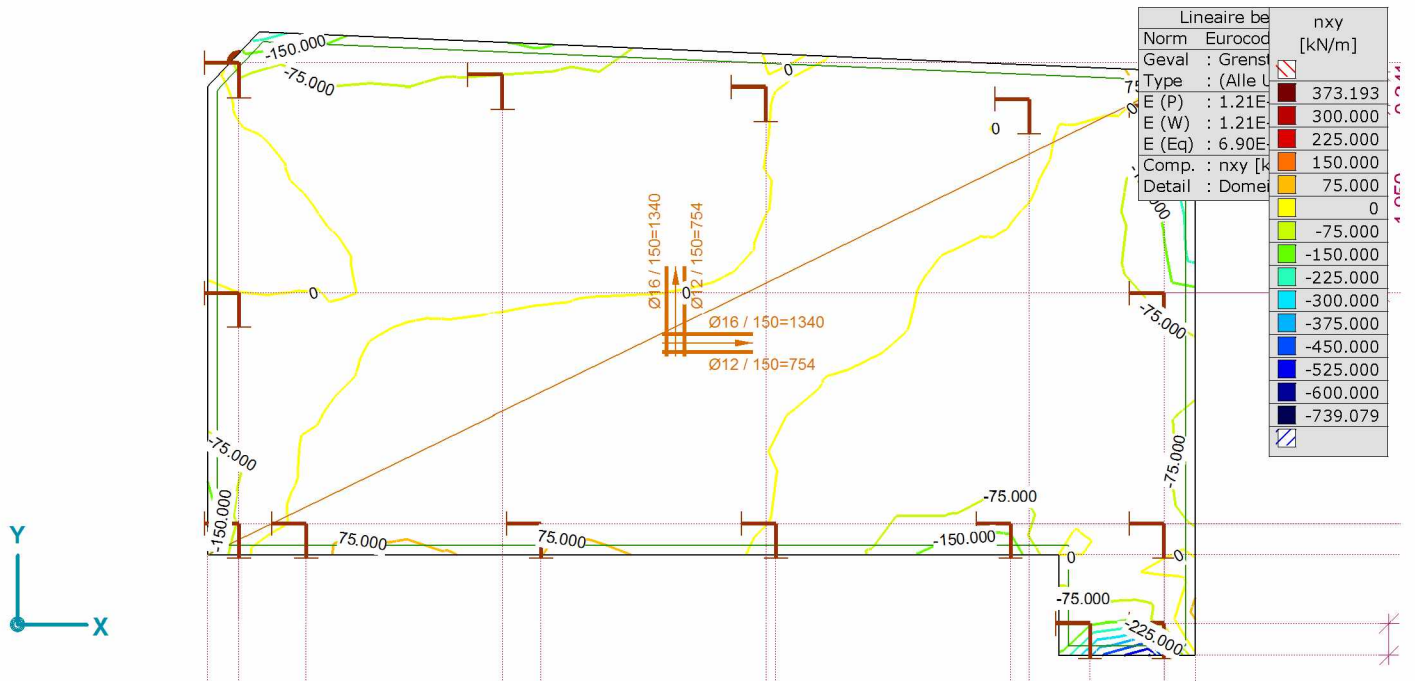 Lineaire be
Norm Eurocod
Geval : Grenst
Type : (Alle U
E (P) : 1.21E-
E (W) : 1.21E-
E (Eq) : 6.90E-
Comp. : nxy [k
Detail : Domei
nxy
[kN/m]
373.193
300.000
225.000
150.000
75.000
0
-75.000
-150.000
-225.000
-300.000
-375.000
-450.000
-525.000
-600.000
-739.079
-150.000
-75.000
0
75
0
0
0
0
-75.000
Ø16 / 150=1340
Ø12 / 150=754
Ø16 / 150=1340
Ø12 / 150=754
-75.000
-75.000
-150.000
75.000
75.000
-75.000
-150.000
0
0
-75.000
-225.000
Y
X